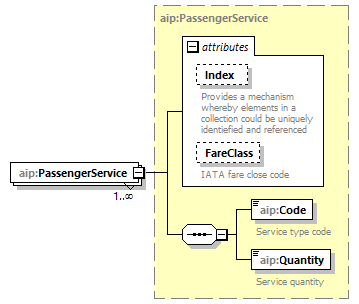 aip:PassengerService
attributes
Index
Provides a mechanism
whereby elements in a
collection could be uniquely
identiefied and referenced
FareClass
IATA fare close code
aip:PassengerService
1..∞
aip:Code
Service type code
aip:Quantity
Service quantity